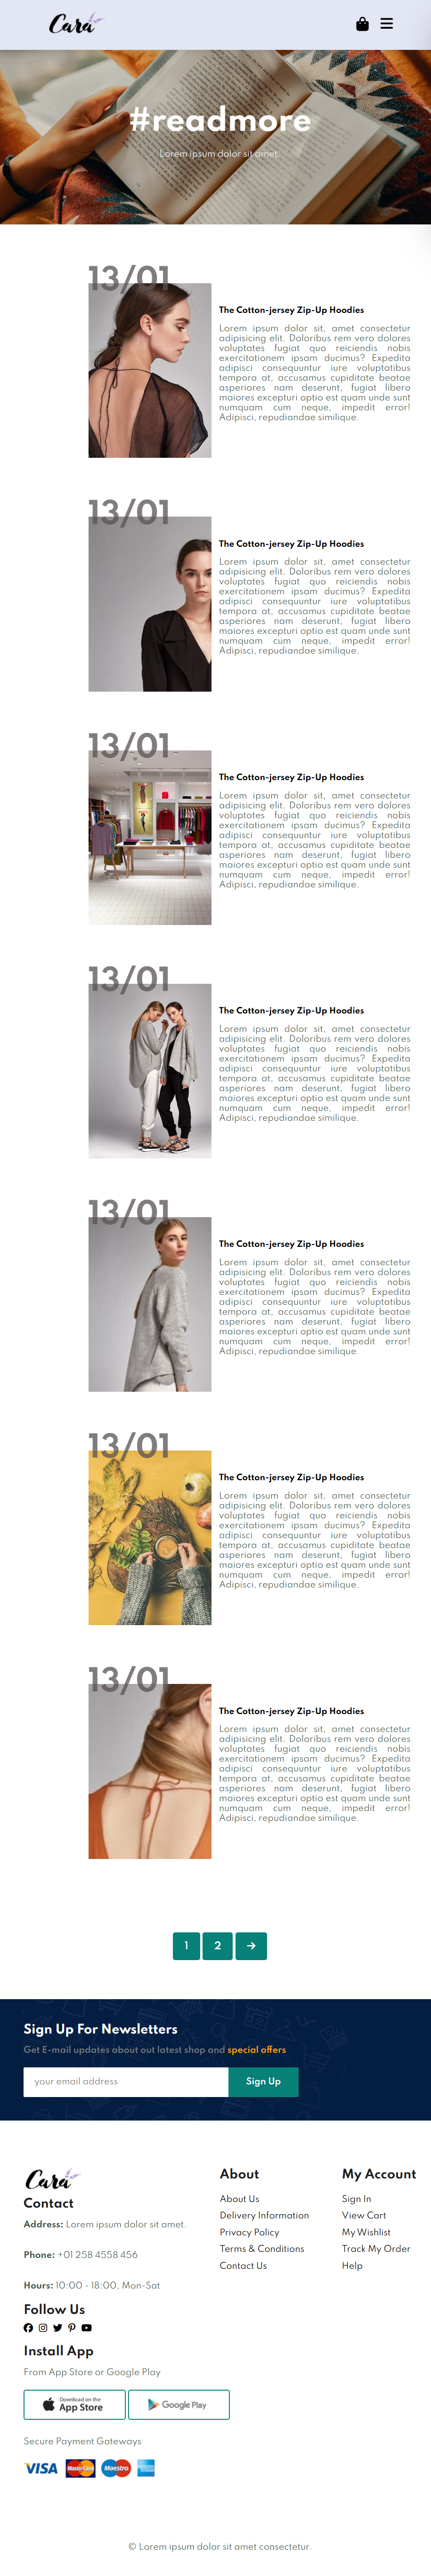 Cara
#readmore
Lorem ipsum dolor sit amet.
13/01
The Cotton-jersey Zip-Up Hoodies
Lorem ipsum dolor sit, amet consectetur
adipisicing elit. Doloribus rem vero dolores
voluptates fugiat quo reiciendis nobis
exercitationem ipsam ducimus? Expedita
adipisci consequuntur iure voluptatibus
tempora at, accusamus cupiditate beatae
asperiores nam deserunt, fugiat libero
maiores excepturi optio est quam unde sunt
numquam cum neque, impedit error!
Adipisci, repudiandae similique.
13/01
The Cotton-jersey Zip-Up Hoodies
Lorem ipsum dolor sit, amet consectetur
adipisicing elit. Doloribus rem vero dolores
voluptates fugiat quo reiciendis nobis
exercitationem ipsam ducimus? Expedita
adipisci consequuntur iure voluptatibus
tempora at, accusamus cupiditate beatae
asperiores nam deserunt, fugiat libero
maiores excepturi optio est quam unde sunt
numquam cum neque, impedit error!
Adipisci, repudiandae similique.
13/01
The Cotton-jersey Zip-Up Hoodies
Lorem ipsum dolor sit, amet consectetur
adipisicing elit. Doloribus rem vero dolores
voluptates fugiat quo reiciendis nobis
exercitationem ipsam ducimus? Expedita
adipisci consequuntur iure voluptatibus
tempora at, accusamus cupiditate beatae
asperiores nam deserunt, fugiat libero
maiores excepturi optio est quam unde sunt
numquam cum neque, impedit error!
Adipisci, repudiandae similique.
13/01
The Cotton-jersey Zip-Up Hoodies
Lorem ipsum dolor sit, amet consectetur
adipisicing elit. Doloribus rem vero dolores
voluptates fugiat quo reiciendis nobis
exercitationem ipsam ducimus? Expedita
adipisci consequuntur iure voluptatibus
tempora at, accusamus cupiditate beatae
asperiores nam deserunt, fugiat libero
maiores excepturi optio est quam unde sunt
numquam cum neque, impedit error!
Adipisci, repudiandae similique.
13/01
The Cotton-jersey Zip-Up Hoodies
Lorem ipsum dolor sit, amet consectetur
adipisicing elit. Doloribus rem vero dolores
voluptates fugiat quo reiciendis nobis
exercitationem ipsam ducimus? Expedita
adipisci consequuntur iure voluptatibus
tempora at, accusamus cupiditate beatae
asperiores nam deserunt, fugiat libero
maiores excepturi optio est quam unde sunt
numquam cum neque, impedit error!
Adipisci, repudiandae similique.
13/01
The Cotton-jersey Zip-Up Hoodies
Lorem ipsum dolor sit, amet consectetur
adipisicing elit. Doloribus rem vero dolores
voluptates fugiat quo reiciendis nobis
exercitationem ipsam ducimus? Expedita
adipisci consequuntur iure voluptatibus
tempora at, accusamus cupiditate beatae
asperiores nam deserunt, fugiat libero
maiores excepturi optio est quam unde sunt
numquam cum neque, impedit error!
Adipisci, repudiandae similique.
13/01
The Cotton-jersey Zip-Up Hoodies
Lorem ipsum dolor sit, amet consectetur
adipisicing elit. Doloribus rem vero dolores
voluptates fugiat quo reiciendis nobis
exercitationem ipsam ducimus? Expedita
adipisci consequuntur iure voluptatibus
tempora at, accusamus cupiditate beatae
asperiores nam deserunt, fugiat libero
maiores excepturi optio est quam unde sunt
numquam cum neque, impedit error!
Adipisci, repudiandae similique.
1 2 →
Sign Up For Newsletters
Get E-mail updates about out latest shop and special offers
your email address Sign Up
Cara
Contact
Address: Lorem ipsum dolor sit amet.
Phone: +01 258 4558 456
Hours: 10:00 - 18:00, Mon-Sat
Follow Us
Install App
From App Store or Google Play
Download on the
App Store
Google Play
Secure Payment Gateways
VISA MasterCard Maestro
About
About Us
Delivery Information
Privacy Policy
Terms & Conditions
Contact Us
My Account
Sign In
View Cart
My Wishlist
Track My Order
Help
© Lorem ipsum dolor sit amet consectetur.